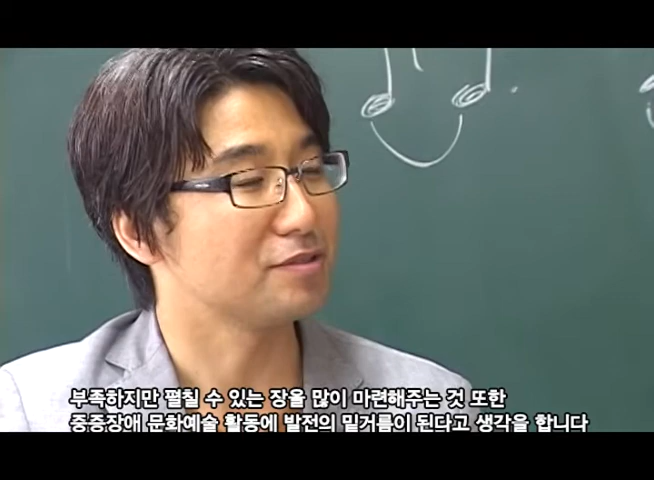 부족하지만 펼칠 수 있는 장을 많이 마련해주는 것 또한
중증장애 문화예술 활동에 발전의 밑거름이 된다고 생각을 합니다